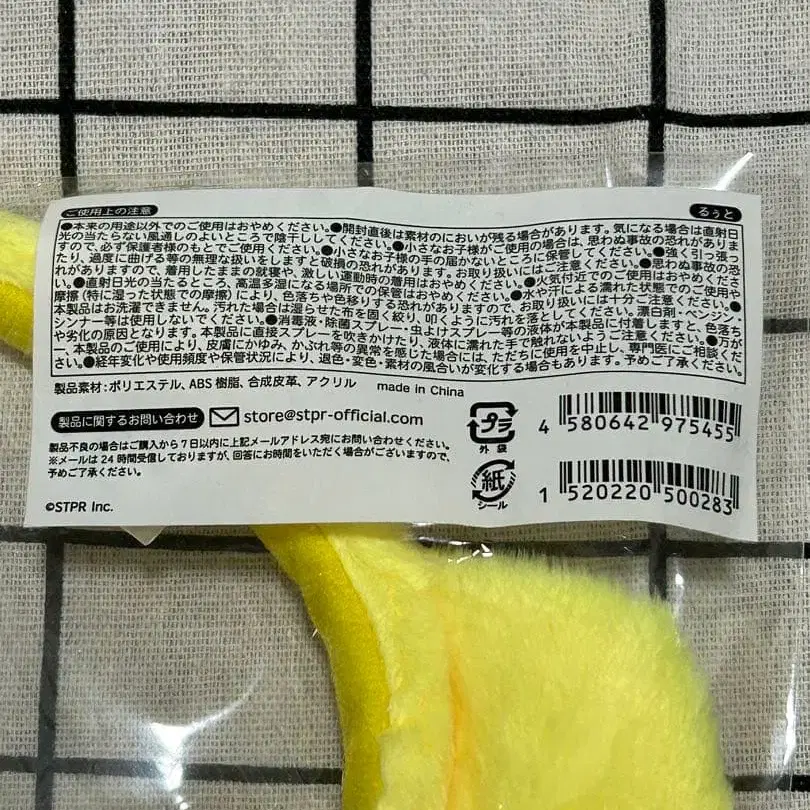 ご使用上の注意
るぅと
●本来の用途以外でのご使用はおやめください。●開封直後は素材のにおいが残る場合があります。気になる場合は直射日
光の当たらない風通しのよいところで陰干ししてください。●小さなお子様がご使用の場合は、思わぬ事故の恐れがありま
すので、必ず保護者様のもとでご使用ください。●小さなお子様の手の届かないところに保管してください。●強く引っ張っ
たり、過度に曲げる等の無理な扱いをしますと破損の恐れがあります。お取り扱いにはご注意ください。●思わぬ事故の恐
れがありますので、着用したままの就寝や、激しい運動時の着用はおやめください。●火気付近でのご使用はおやめくださ
い。●直射日光の当たるところ、高温多湿になる場所での保管はおやめください。●水や汗による濡れた状態でのご使用や
摩擦(特に湿った状態での摩擦)により、色落ちや色移りする恐れがありますので、お取り扱いには十分ご注意ください。●
本製品はお洗濯できません。汚れた場合は湿らせた布を固く絞り、叩くように汚れを落としてください。漂白剤・ベンジン・
シンナー等は使用しないでください。●消毒液・除菌スプレー・虫よけスプレー等の液体が本製品に付着しますと、色落ち
や劣化の原因となります。本製品に直接スプレーを吹きかけたり、液体に濡れた手で触れないようご注意ください。●万が
一、本製品のご使用により、皮膚にかゆみ、かぶれ等の異常を感じた場合には、ただちに使用を中止し、専門医にご相談くだ
さい。●経年変化や使用頻度や保管状況により、退色・変色・素材の風合いが変化する場合もあります。予めご了承ください。
製品素材:ポリエステル、ABS 樹脂、合成皮革、アクリル made in China
製品に関するお問い合わせ store@stpr-official.com
製品不良の場合はご購入から7日以内に上記メールアドレス宛にお問い合わせください。
※メールは24時間受信しておりますが、回答にお時間をいただく場合がございますので、
予めご了承ください。
©STPR Inc.
プラ
外袋
紙
シール
4 580642 975455
1 520220 500283